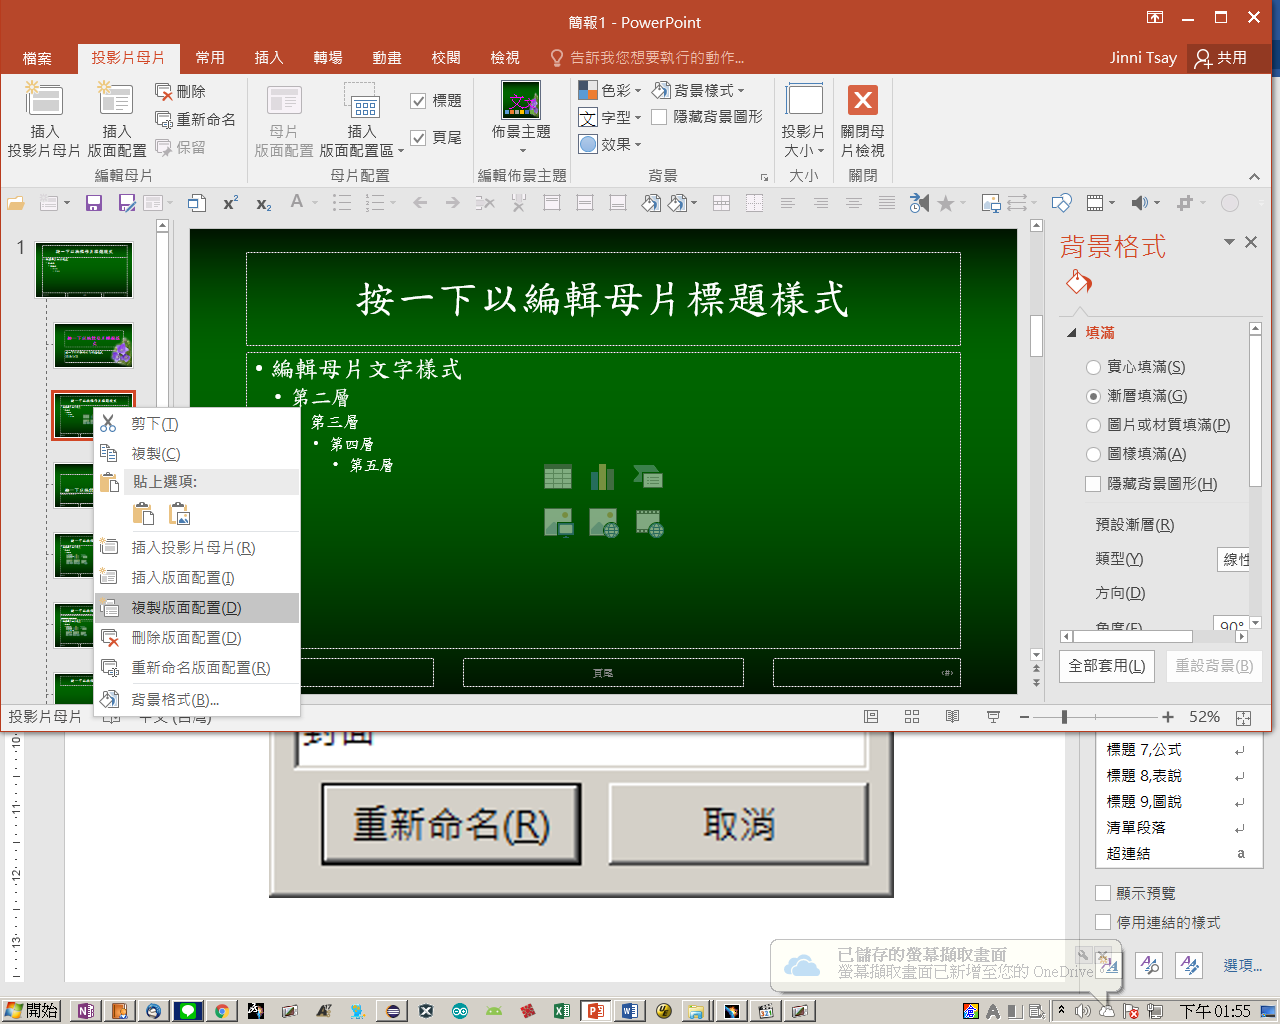 簡報1 - PowerPoint
檔案
投影片母片
常用
插入
轉場
動畫
校閱
檢視
告訴我您想要執行的動作...
Jinni Tsay
共用
插入
投影片母片
插入
版面配置
刪除
重新命名
保留
編輯母片
母片
版面配置
插入
版面配置區
標題
頁尾
母片配置
佈景主題
編輯佈景主題
色彩
字型
效果
背景樣式
隱藏背景圖形
背景
投影片
大小
大小
關閉母
片檢視
關閉
1
按一下以編輯母片標題樣式
• 編輯母片文字樣式
• 第二層
第三層
• 第四層
• 第五層
頁尾
‹#›
剪下(T)
複製(C)
貼上選項:
插入投影片母片(R)
插入版面配置(I)
複製版面配置(D)
刪除版面配置(D)
重新命名版面配置(R)
背景格式(B)...
背景格式
填滿
實心填滿(S)
漸層填滿(G)
圖片或材質填滿(P)
圖樣填滿(A)
隱藏背景圖形(H)
預設漸層(R)
類型(Y)
線性
方向(D)
角度(E)
90°
全部套用(L)
重設背景(B)
投影片母片
中文 (台灣)
52%
封面
重新命名(R)
取消
標題 7,公式
標題 8,表說
標題 9,圖說
清單段落
超連結
a
顯示預覽
停用連結的樣式
選項...
已儲存的螢幕擷取畫面
螢幕擷取畫面已新增至您的 OneDrive
開始
下午 01:55